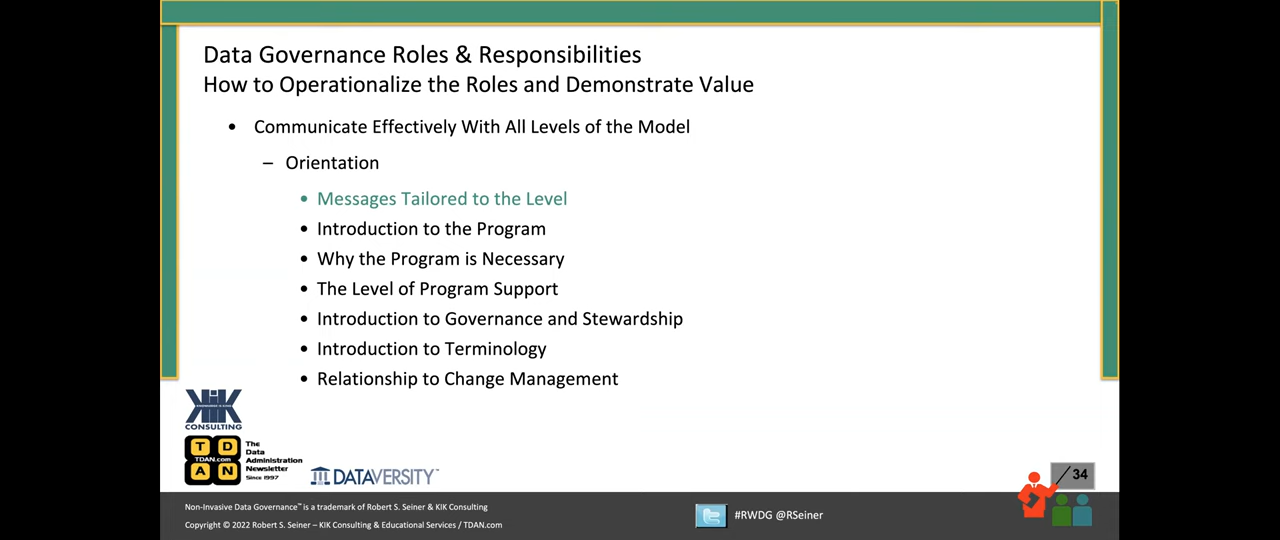 Data Governance Roles & Responsibilities
How to Operationalize the Roles and Demonstrate Value
• Communicate Effectively With All Levels of the Model
– Orientation
• Messages Tailored to the Level
• Introduction to the Program
• Why the Program is Necessary
• The Level of Program Support
• Introduction to Governance and Stewardship
• Introduction to Terminology
• Relationship to Change Management
KIK
CONSULTING
T D
TDAN.com
A N
The
Data
Administration
Newsletter
Since 1997
DATAVERSITY™
/ 34
Non-Invasive Data Governance™ is a trademark of Robert S. Seiner & KIK Consulting
Copyright © 2022 Robert S. Seiner – KIK Consulting & Educational Services / TDAN.com
#RWDG @RSeiner